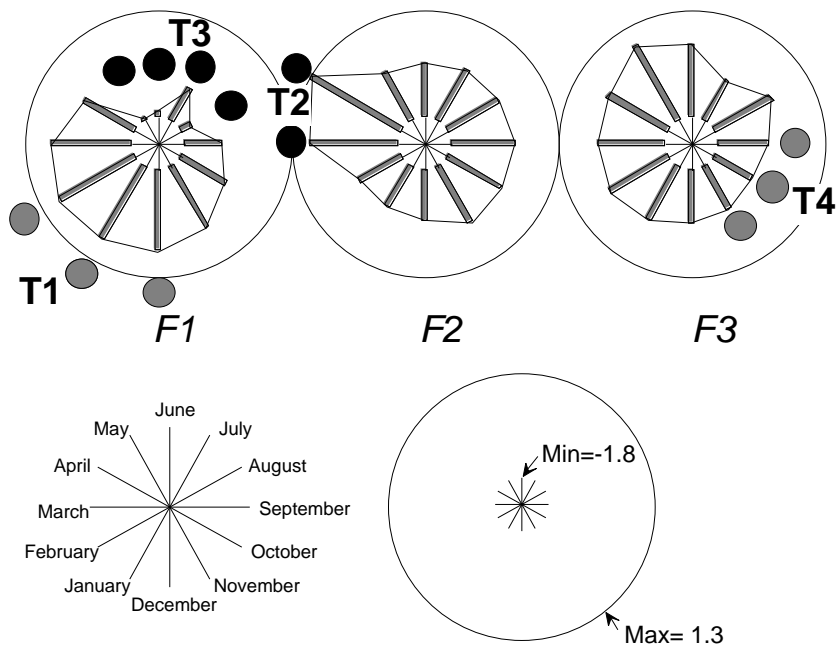 T3
T2
T4
T1
F1 F2 F3
June
May July
April August
March September
February October
January November
December
Min=-1.8
Max= 1.3